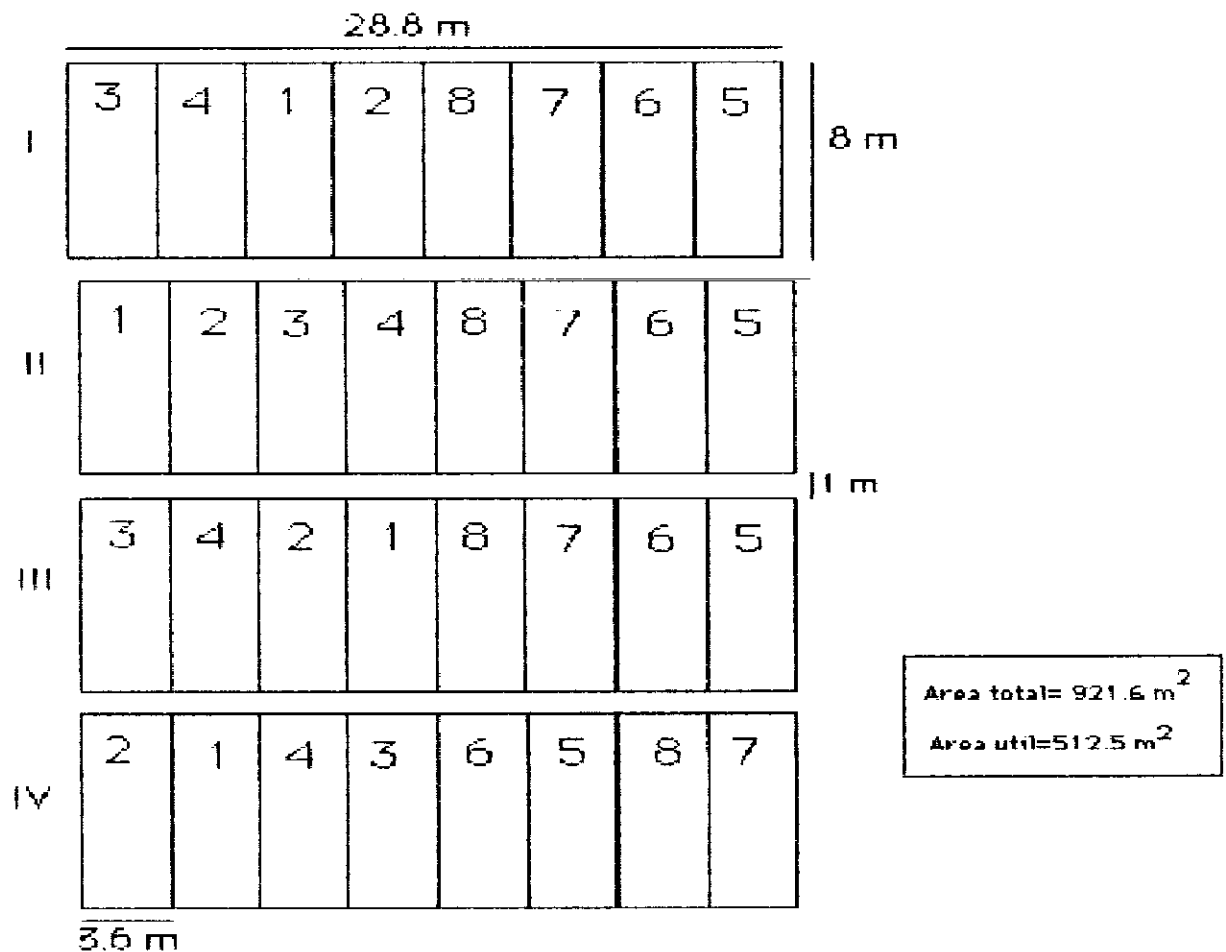 28.8 m
I 3 4 1 2 8 7 6 5 8 m
II 1 2 3 4 8 7 6 5
1 m
III 3 4 2 1 8 7 6 5
Area total= 921.6 m²
Area util=512.5 m²
IV 2 1 4 3 6 5 8 7
3.6 m